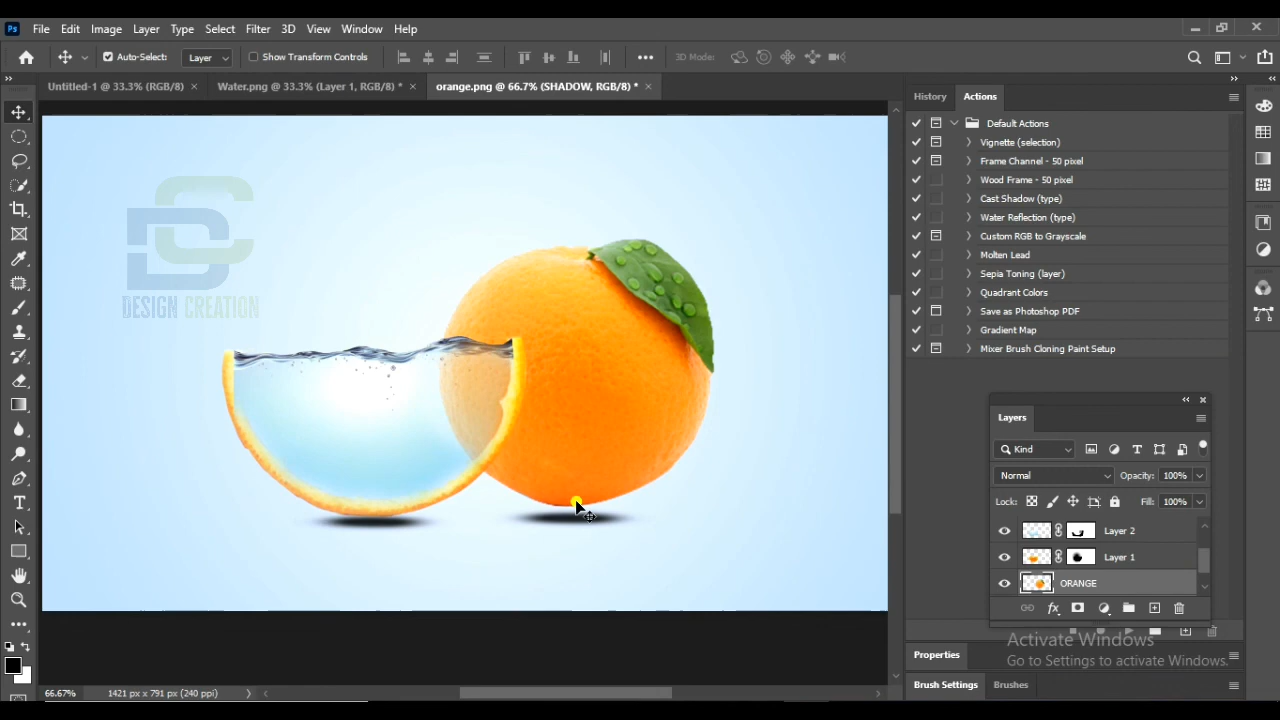 Ps File Edit Image Layer Type Select Filter 3D View Window Help
Auto-Select: Layer Show Transform Controls 3D Mode:
Untitled-1 @ 33.3% (RGB/8) * × Water.png @ 33.3% (Layer 1, RGB/8) * × orange.png @ 66.7% (SHADOW, RGB/8) * ×
History Actions
Default Actions
Vignette (selection)
Frame Channel - 50 pixel
Wood Frame - 50 pixel
Cast Shadow (type)
Water Reflection (type)
Custom RGB to Grayscale
Molten Lead
Sepia Toning (layer)
Quadrant Colors
Save as Photoshop PDF
Gradient Map
Mixer Brush Cloning Paint Setup
DC
DESIGN CREATION
Layers
Kind
Normal Opacity: 100%
Lock: Fill: 100%
Layer 2
Layer 1
ORANGE
fx
Activate Windows
Go to Settings to activate Windows.
Properties
Brush Settings Brushes
66.67% 1421 px x 791 px (240 ppi)